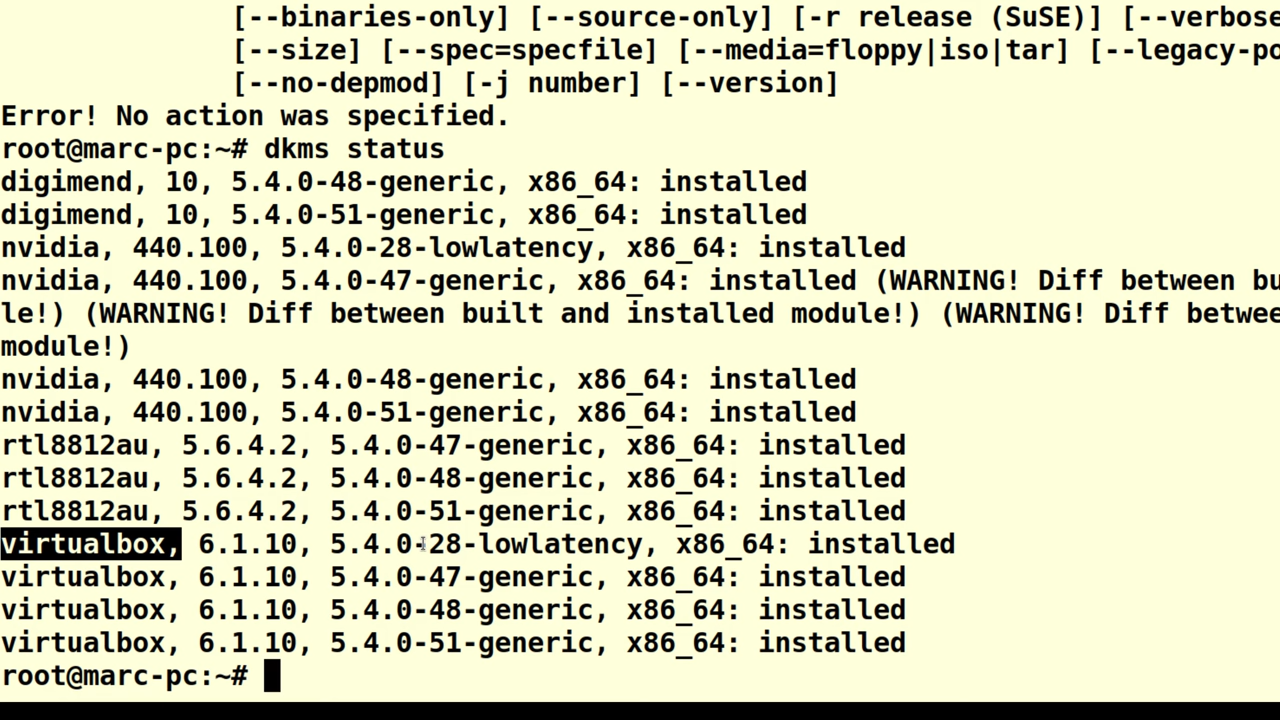 [--binaries-only] [--source-only] [-r release (SuSE)] [--verbose
[--size] [--spec=specfile] [--media=floppy|iso|tar] [--legacy-po
[--no-depmod] [-j number] [--version]
Error! No action was specified.
root@marc-pc:~# dkms status
digimend, 10, 5.4.0-48-generic, x86_64: installed
digimend, 10, 5.4.0-51-generic, x86_64: installed
nvidia, 440.100, 5.4.0-28-lowlatency, x86_64: installed
nvidia, 440.100, 5.4.0-47-generic, x86_64: installed (WARNING! Diff between bu
le!) (WARNING! Diff between built and installed module!) (WARNING! Diff betwee
module!)
nvidia, 440.100, 5.4.0-48-generic, x86_64: installed
nvidia, 440.100, 5.4.0-51-generic, x86_64: installed
rtl8812au, 5.6.4.2, 5.4.0-47-generic, x86_64: installed
rtl8812au, 5.6.4.2, 5.4.0-48-generic, x86_64: installed
rtl8812au, 5.6.4.2, 5.4.0-51-generic, x86_64: installed
virtualbox, 6.1.10, 5.4.0-28-lowlatency, x86_64: installed
virtualbox, 6.1.10, 5.4.0-47-generic, x86_64: installed
virtualbox, 6.1.10, 5.4.0-48-generic, x86_64: installed
virtualbox, 6.1.10, 5.4.0-51-generic, x86_64: installed
root@marc-pc:~#